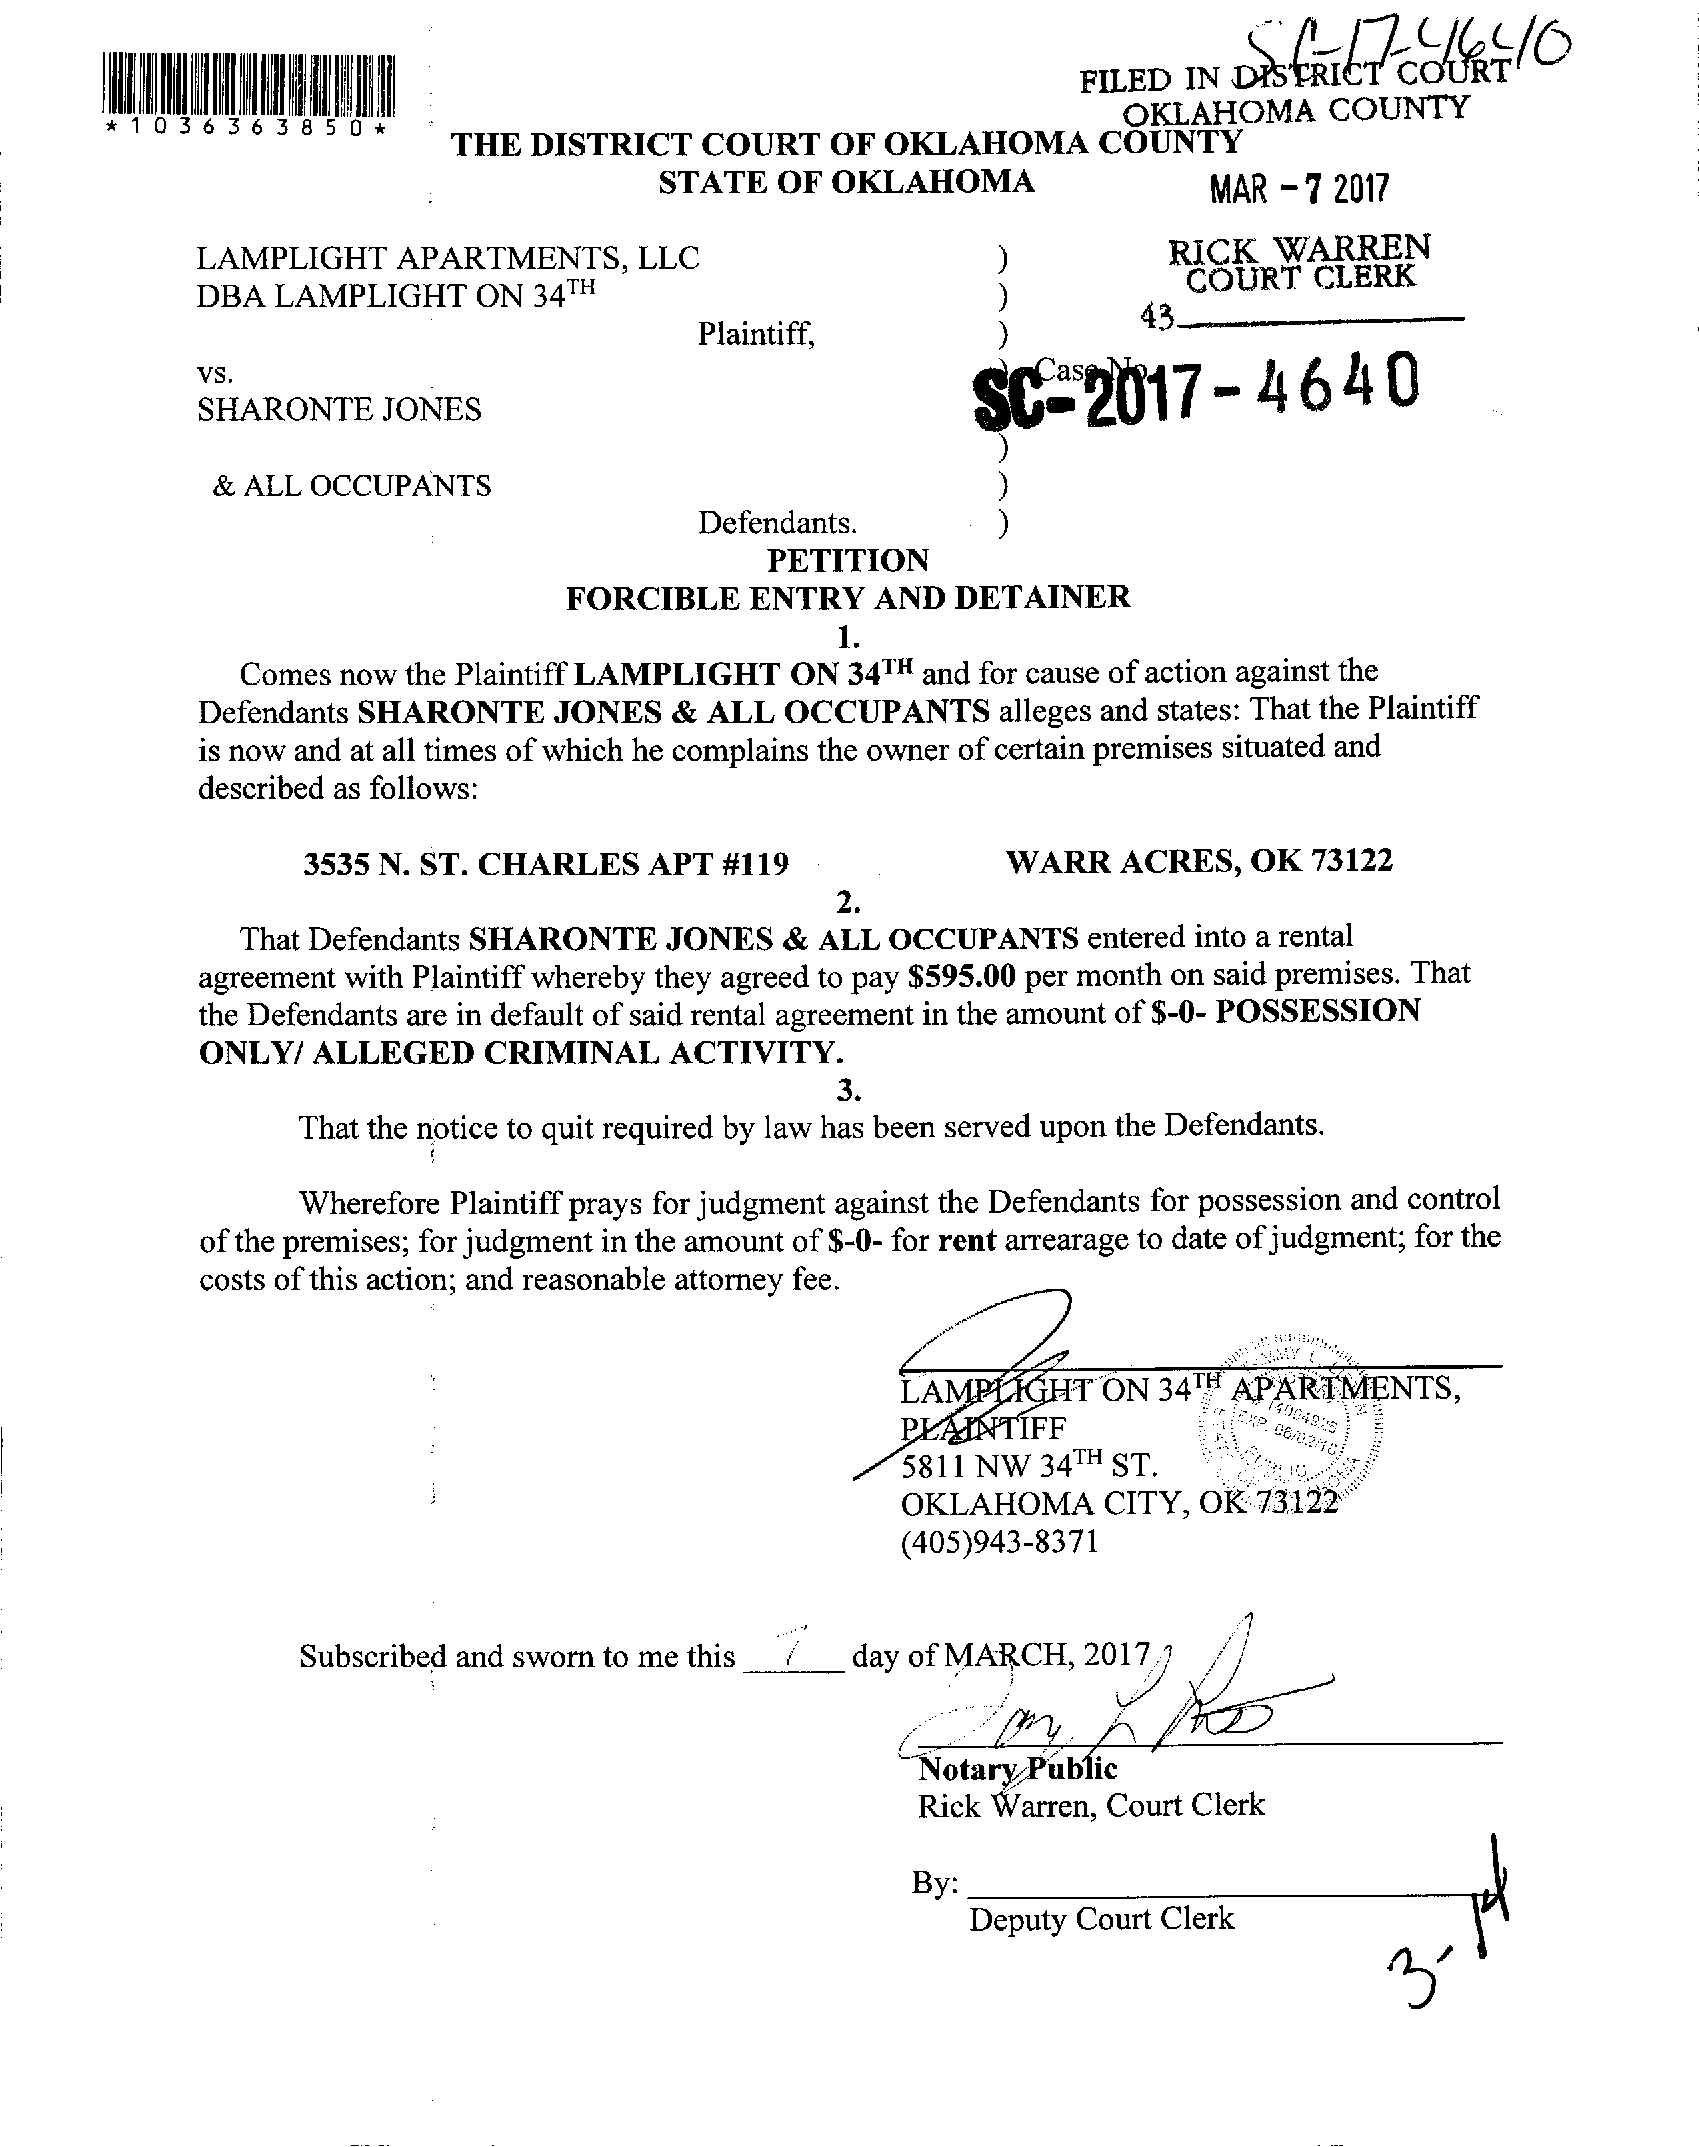 SC-17-4640
FILED IN DISTRICT COURT
OKLAHOMA COUNTY
*1036363850*
THE DISTRICT COURT OF OKLAHOMA COUNTY
STATE OF OKLAHOMA
MAR -7 2017
LAMPLIGHT APARTMENTS, LLC )
DBA LAMPLIGHT ON 34TH )
RICK WARREN
COURT CLERK
43
Plaintiff, )
vs. ) Case No.
SC-2017-4640
SHARONTE JONES
)
& ALL OCCUPANTS )
Defendants. )
PETITION
FORCIBLE ENTRY AND DETAINER
1.
Comes now the Plaintiff LAMPLIGHT ON 34TH and for cause of action against the
Defendants SHARONTE JONES & ALL OCCUPANTS alleges and states: That the Plaintiff
is now and at all times of which he complains the owner of certain premises situated and
described as follows:
3535 N. ST. CHARLES APT #119 WARR ACRES, OK 73122
2.
That Defendants SHARONTE JONES & ALL OCCUPANTS entered into a rental
agreement with Plaintiff whereby they agreed to pay $595.00 per month on said premises. That
the Defendants are in default of said rental agreement in the amount of $-0- POSSESSION
ONLY/ ALLEGED CRIMINAL ACTIVITY.
3.
That the notice to quit required by law has been served upon the Defendants.
Wherefore Plaintiff prays for judgment against the Defendants for possession and control
of the premises; for judgment in the amount of $-0- for rent arrearage to date of judgment; for the
costs of this action; and reasonable attorney fee.
LAMPLIGHT ON 34TH APARTMENTS,
PLAINTIFF
5811 NW 34TH ST.
OKLAHOMA CITY, OK 73122
(405)943-8371
Subscribed and sworn to me this 7 day of MARCH, 2017
Notary Public
Rick Warren, Court Clerk
By:
Deputy Court Clerk